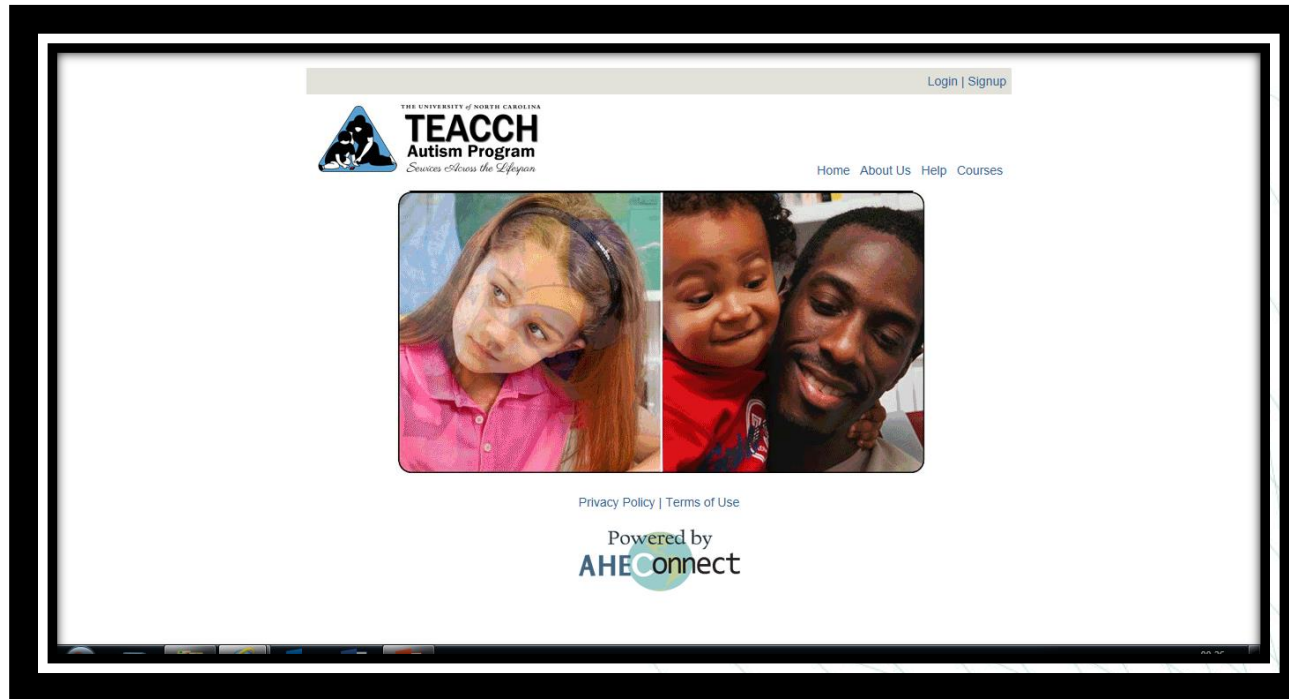 Login | Signup
THE UNIVERSITY of NORTH CAROLINA
TEACCH
Autism Program
Services Across the Lifespan
Home About Us Help Courses
Privacy Policy | Terms of Use
Powered by
AHEConnect